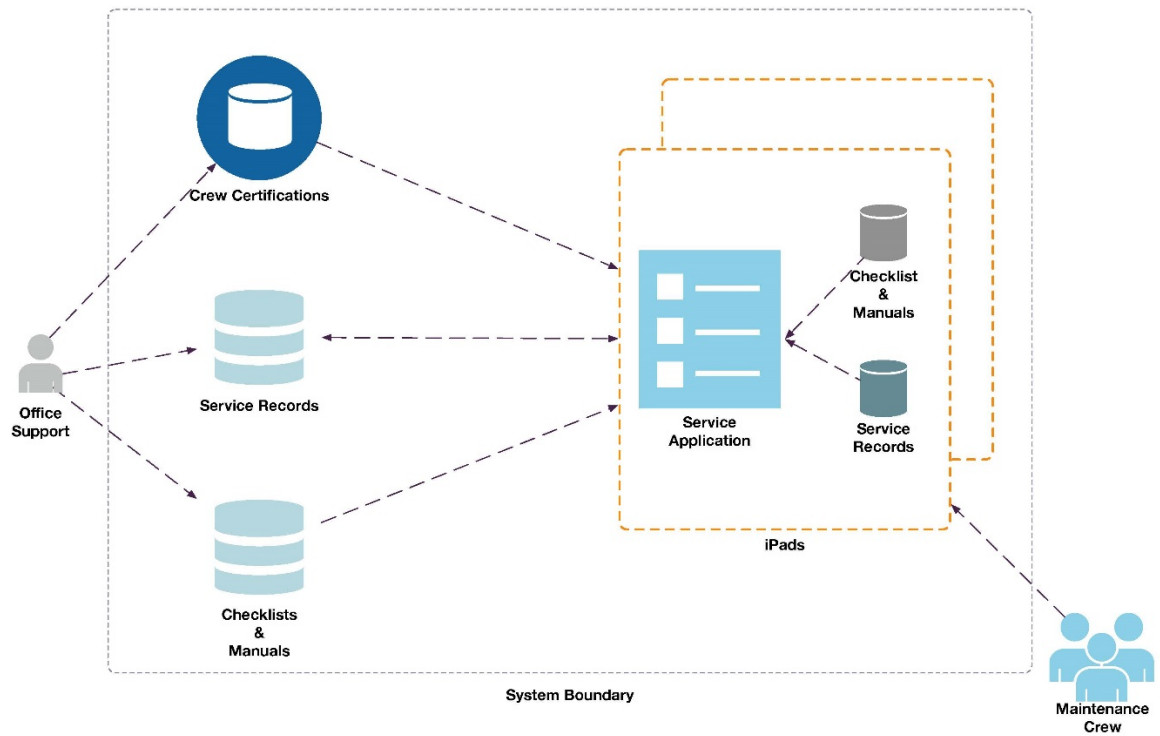 Crew Certifications
Service Records
Checklists
&
Manuals
Office
Support
Service
Application
Checklist
&
Manuals
Service
Records
iPads
System Boundary
Maintenance
Crew